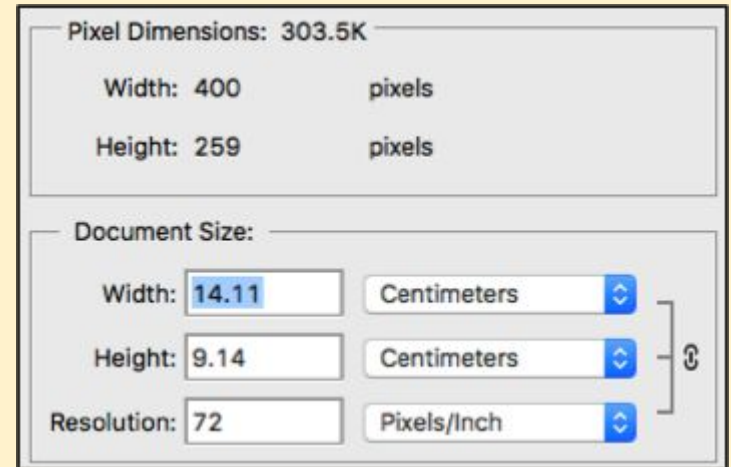 Pixel Dimensions: 303.5K
Width: 400 pixels
Height: 259 pixels
Document Size:
Width: 14.11 Centimeters
Height: 9.14 Centimeters
Resolution: 72 Pixels/Inch